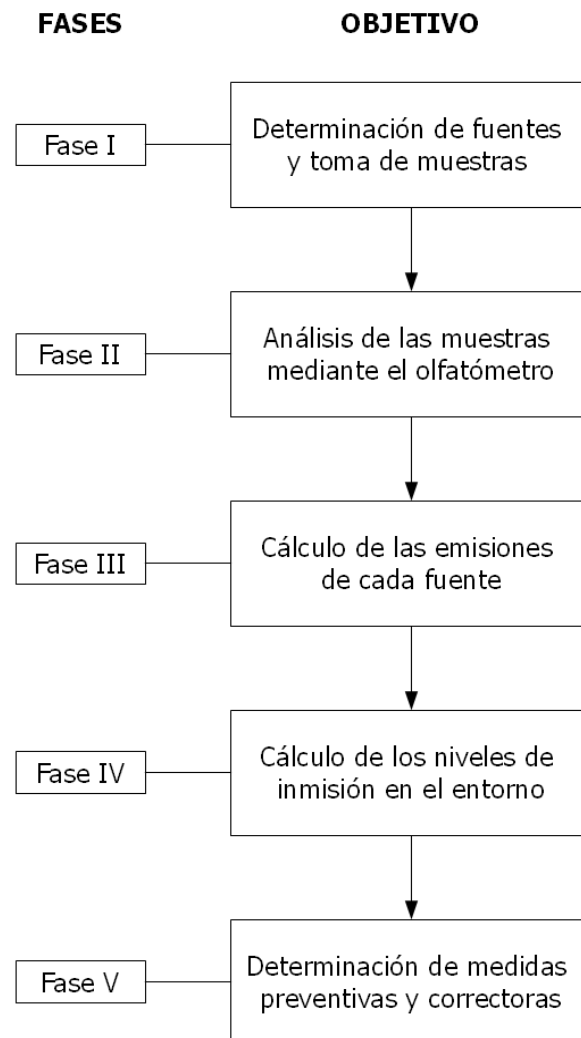 FASES
OBJETIVO
Fase I
Determinación de fuentes
y toma de muestras
Fase II
Análisis de las muestras
mediante el olfatómetro
Fase III
Cálculo de las emisiones
de cada fuente
Fase IV
Cálculo de los niveles de
inmisión en el entorno
Fase V
Determinación de medidas
preventivas y correctoras